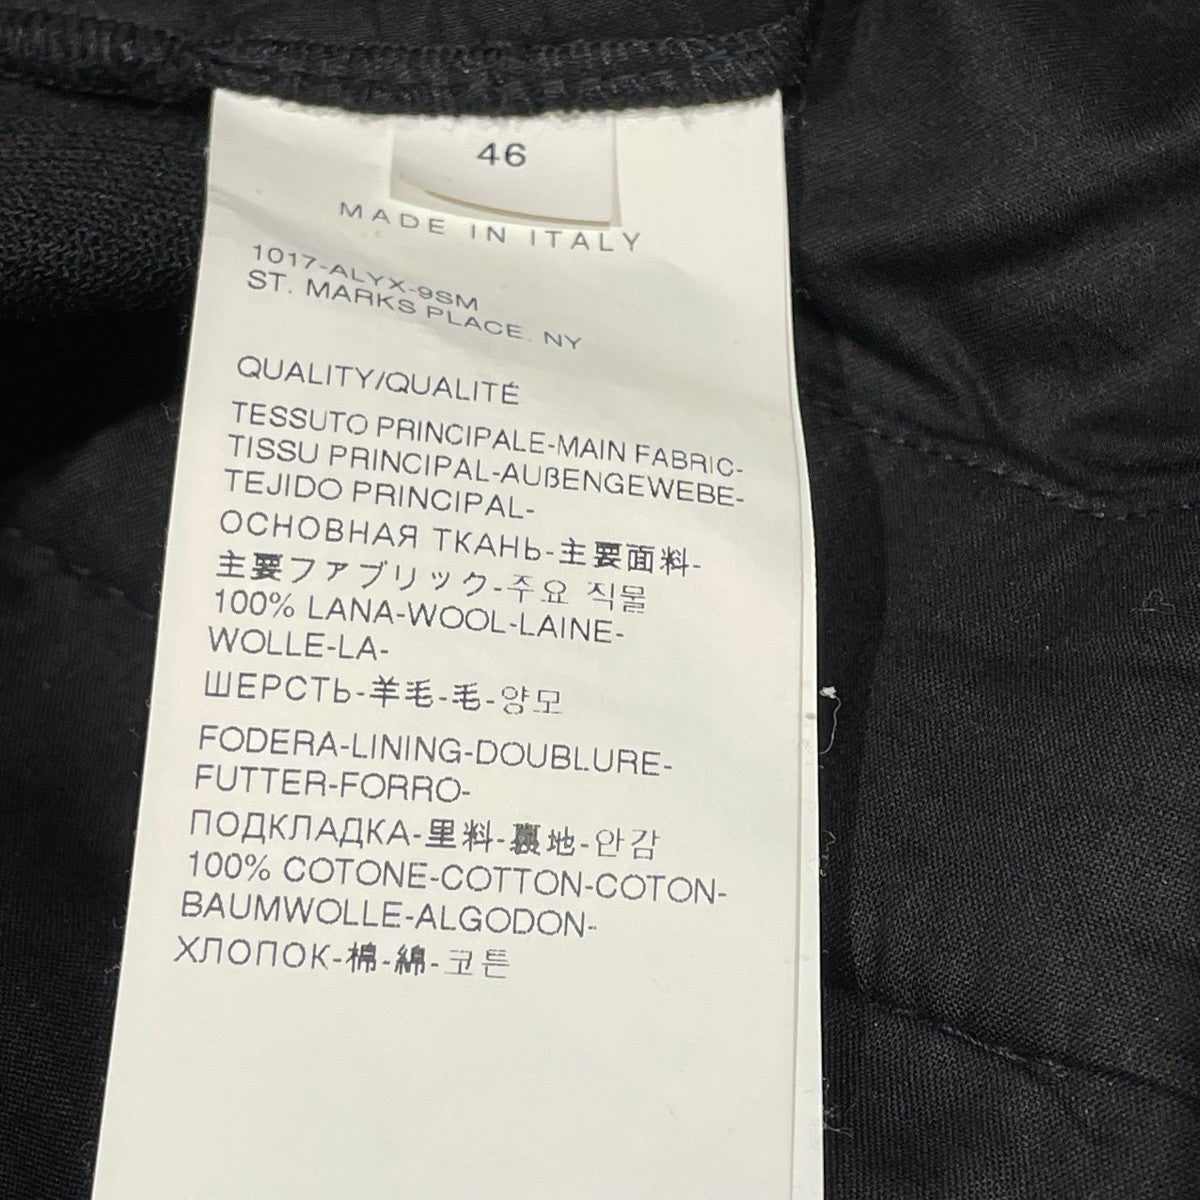 46
MADE IN ITALY
1017-ALYX-9SM
ST. MARKS PLACE. NY
QUALITY/QUALITÉ
TESSUTO PRINCIPALE-MAIN FABRIC-
TISSU PRINCIPAL-AUßENGEWEBE-
TEJIDO PRINCIPAL-
ОСНОВНАЯ ТКАНЬ-主要面料-
主要ファブリック-주요 직물
100% LANA-WOOL-LAINE-
WOLLE-LA-
ШЕРСТЬ-羊毛-毛-양모
FODERA-LINING-DOUBLURE-
FUTTER-FORRO-
ПОДКЛАДКА-里料-裏地-안감
100% COTONE-COTTON-COTON-
BAUMWOLLE-ALGODON-
ХЛОПОК-棉-綿-코튼